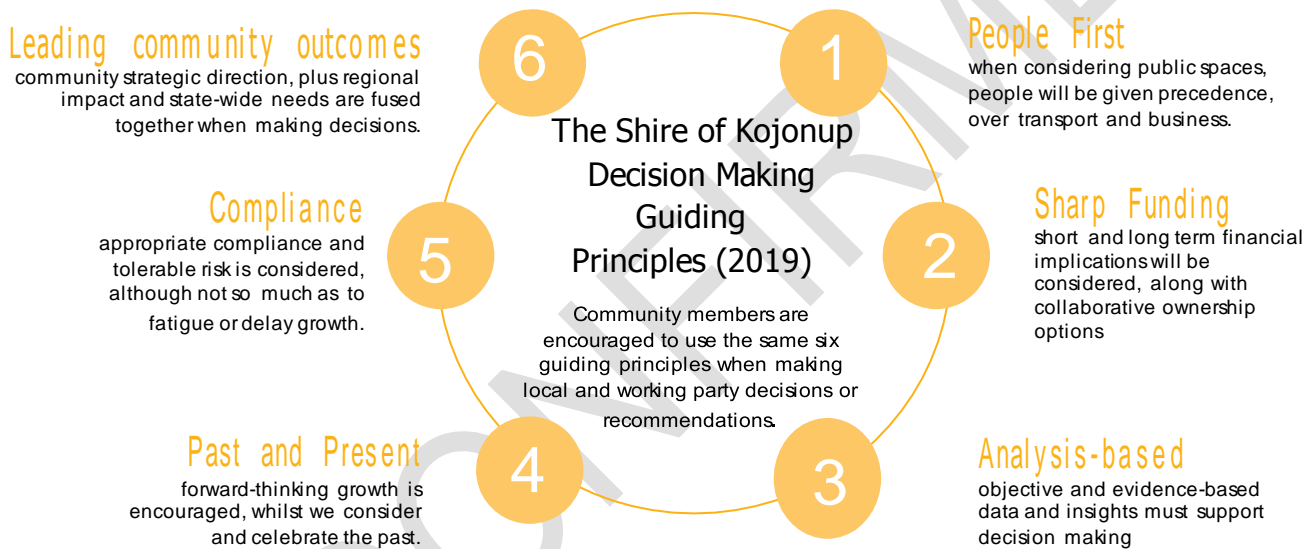 The Shire of Kojonup
Decision Making
Guiding
Principles (2019)
Community members are
encouraged to use the same six
guiding principles when making
local and working party decisions or
recommendations.
1
People First
when considering public spaces,
people will be given precedence,
over transport and business.
2
Sharp Funding
short and long term financial
implications will be
considered, along with
collaborative ownership
options
3
Analysis-based
objective and evidence-based
data and insights must support
decision making
4
Past and Present
forward-thinking growth is
encouraged, whilst we consider
and celebrate the past.
5
Compliance
appropriate compliance and
tolerable risk is considered,
although not so much as to
fatigue or delay growth.
6
Leading community outcomes
community strategic direction, plus regional
impact and state-wide needs are fused
together when making decisions.